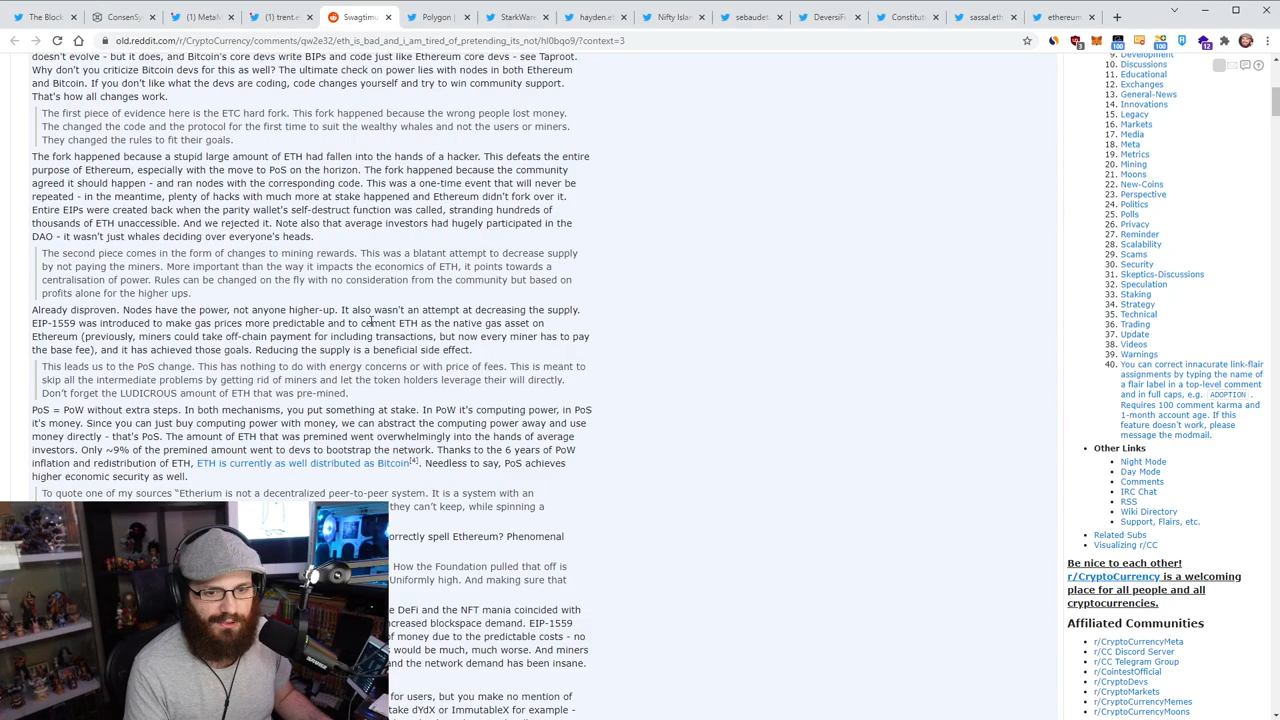 The Block
ConsenSy
(1) MetaM
(1) trent.e
Swagtimu
Polygon
StarkWare
hayden.et
Nifty Islan
sebaudet.
DeversiFi
Constitute
sassal.eth
ethereum
old.reddit.com/r/CryptoCurrency/comments/qw2e32/eth_is_bad_and_i_am_tired_of_pretending_its_not/hl0bqo9/?context=3
doesn't evolve - but it does, and Bitcoin's core devs write BIPs and code just like Ethereum's core devs - see Taproot.
Why don't you criticize Bitcoin devs for this as well? The ultimate check on power lies with nodes in both Ethereum
and Bitcoin. If you don't like what the devs are coding, code changes yourself and try to get community support.
That's how all changes work.
The first piece of evidence here is the ETC hard fork. This fork happened because the wrong people lost money.
The changed the code and the protocol for the first time to suit the wealthy whales and not the users or miners.
They changed the rules to fit their goals.
The fork happened because a stupid large amount of ETH had fallen into the hands of a hacker. This defeats the entire
purpose of Ethereum, especially with the move to PoS on the horizon. The fork happened because the community
agreed it should happen - and ran nodes with the corresponding code. This was a one-time event that will never be
repeated - in the meantime, plenty of hacks with much more at stake happened and Ethereum didn't fork over it.
Entire EIPs were created back when the parity wallet's self-destruct function was called, stranding hundreds of
thousands of ETH unaccessible. And we rejected it. Note also that average investors had hugely participated in the
DAO - it wasn't just whales deciding over everyone's heads.
The second piece comes in the form of changes to mining rewards. This was a blatant attempt to decrease supply
by not paying the miners. More important than the way it impacts the economics of ETH, it points towards a
centralisation of power. Rules can be changed on the fly with no consideration from the community but based on
profits alone for the higher ups.
Already disproven. Nodes have the power, not anyone higher-up. It also wasn't an attempt at decreasing the supply.
EIP-1559 was introduced to make gas prices more predictable and to cement ETH as the native gas asset on
Ethereum (previously, miners could take off-chain payment for including transactions, but now every miner has to pay
the base fee), and it has achieved those goals. Reducing the supply is a beneficial side effect.
This leads us to the PoS change. This has nothing to do with energy concerns or with price of fees. This is meant to
skip all the intermediate problems by getting rid of miners and let the token holders leverage their will directly.
Don't forget the LUDICROUS amount of ETH that was pre-mined.
PoS = PoW without extra steps. In both mechanisms, you put something at stake. In PoW it's computing power, in PoS
it's money. Since you can just buy computing power with money, we can abstract the computing power away and use
money directly - that's PoS. The amount of ETH that was premined went overwhelmingly into the hands of average
investors. Only ~9% of the premined amount went to devs to bootstrap the network. Thanks to the 6 years of PoW
inflation and redistribution of ETH, ETH is currently as well distributed as Bitcoin[4]. Needless to say, PoS achieves
higher economic security as well.
To quote one of my sources "Etherium is not a decentralized peer-to-peer system. It is a system with an
they can't keep, while spinning a
orrectly spell Ethereum? Phenomenal
How the Foundation pulled that off is
Uniformly high. And making sure that
e DeFi and the NFT mania coincided with
ncreased blockspace demand. EIP-1559
of money due to the predictable costs - no
would be much, much worse. And miners
and the network demand has been insane.
for users, but you make no mention of
take dYdX or ImmutableX for example -
9. Development
10. Discussions
11. Educational
12. Exchanges
13. General-News
14. Innovations
15. Legacy
16. Markets
17. Media
18. Meta
19. Metrics
20. Mining
21. Moons
22. New-Coins
23. Perspective
24. Politics
25. Polls
26. Privacy
27. Reminder
28. Scalability
29. Scams
30. Security
31. Skeptics-Discussions
32. Speculation
33. Staking
34. Strategy
35. Technical
36. Trading
37. Update
38. Videos
39. Warnings
40. You can correct innacurate link-flair
assignments by typing the name of
a flair label in a top-level comment
and in full caps, e.g. ADOPTION .
Requires 100 comment karma and
1-month account age. If this
feature doesn't work, please
message the modmail.
Other Links
Night Mode
Day Mode
Comments
IRC Chat
RSS
Wiki Directory
Support, Flairs, etc.
Related Subs
Visualizing r/CC
Be nice to each other!
r/CryptoCurrency is a welcoming
place for all people and all
cryptocurrencies.
Affiliated Communities
r/CryptoCurrencyMeta
r/CC Discord Server
r/CC Telegram Group
r/CointestOfficial
r/CryptoDevs
r/CryptoMarkets
r/CryptoCurrencyMemes
r/CryptoCurrencyMoons